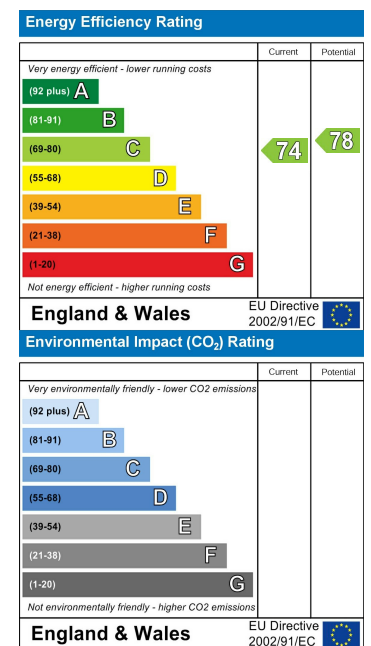 Energy Efficiency Rating
Current Potential
Very energy efficient - lower running costs
(92 plus) A
(81-91) B
(69-80) C
74 78
(55-68) D
(39-54) E
(21-38) F
(1-20) G
Not energy efficient - higher running costs
England & Wales
EU Directive
2002/91/EC
Environmental Impact (CO₂) Rating
Current Potential
Very environmentally friendly - lower CO2 emissions
(92 plus) A
(81-91) B
(69-80) C
(55-68) D
(39-54) E
(21-38) F
(1-20) G
Not environmentally friendly - higher CO2 emissions
England & Wales
EU Directive
2002/91/EC